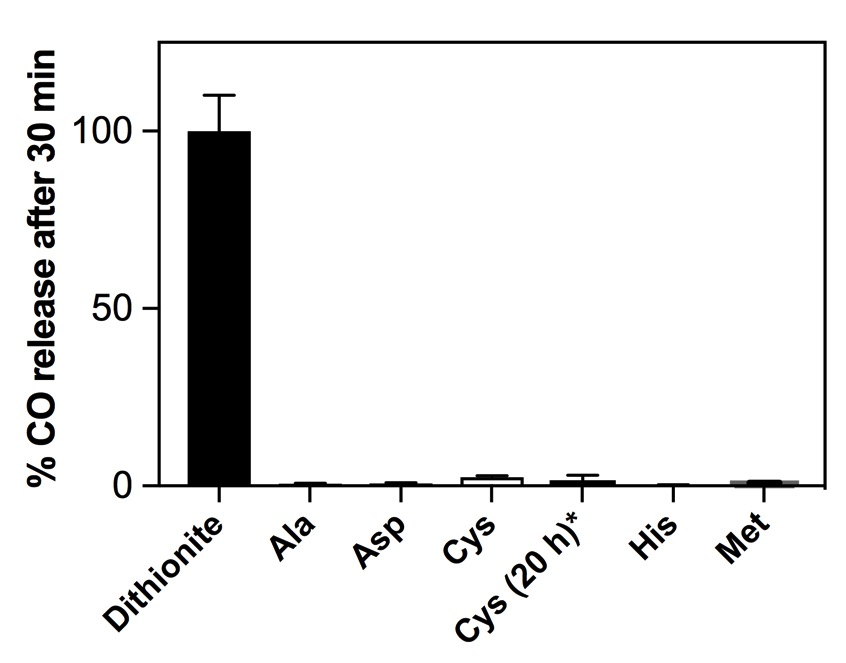 % CO release after 30 min
100
50
0
Dithionite
Ala
Asp
Cys
Cys (20 h)*
His
Met